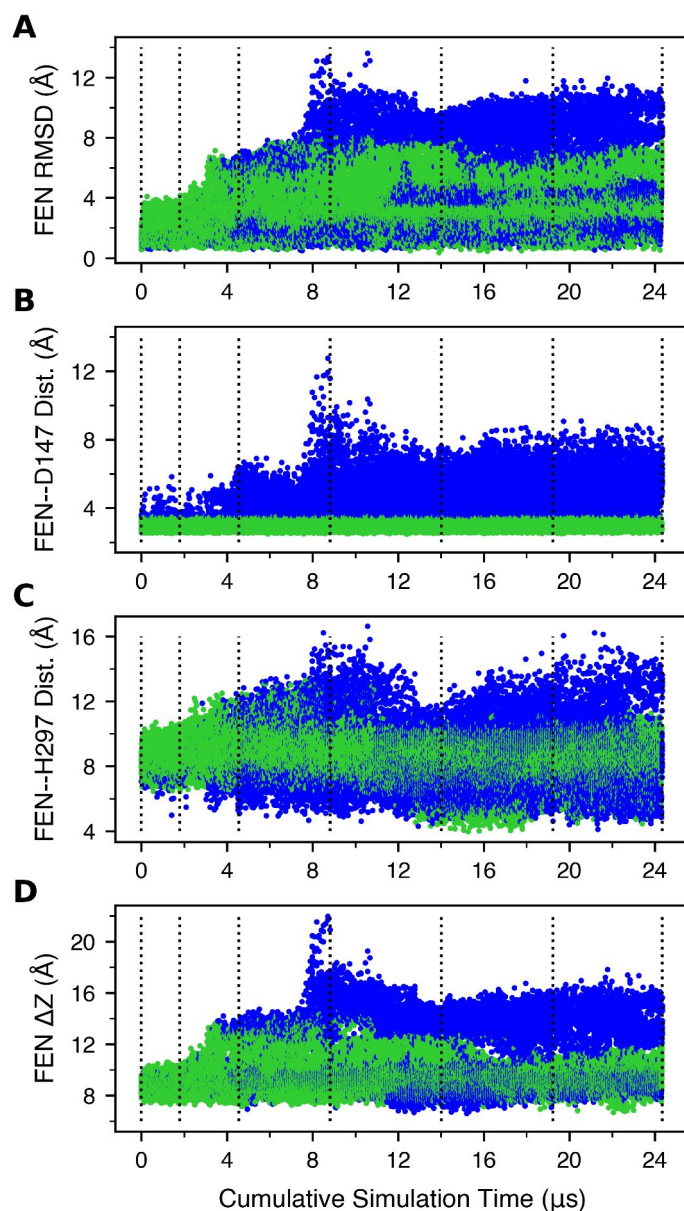 A
FEN RMSD (Å)
12
8
4
0
0 4 8 12 16 20 24
B
FEN--D147 Dist. (Å)
12
8
4
0 4 8 12 16 20 24
C
FEN--H297 Dist. (Å)
16
12
8
4
0 4 8 12 16 20 24
D
FEN ΔZ (Å)
20
16
12
8
0 4 8 12 16 20 24
Cumulative Simulation Time (μs)